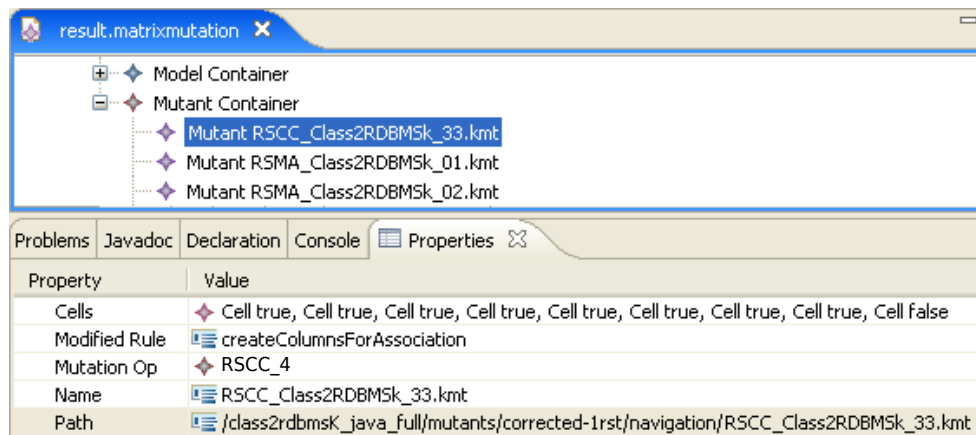 result.matrixmutation
Model Container
Mutant Container
Mutant RSCC_Class2RDBMSk_33.kmt
Mutant RSMA_Class2RDBMSk_01.kmt
Mutant RSMA_Class2RDBMSk_02.kmt
Problems Javadoc Declaration Console Properties
Property Value
Cells Cell true, Cell true, Cell true, Cell true, Cell true, Cell true, Cell true, Cell true, Cell false
Modified Rule createColumnsForAssociation
Mutation Op RSCC_4
Name RSCC_Class2RDBMSk_33.kmt
Path /class2rdbmsK_java_full/mutants/corrected-1rst/navigation/RSCC_Class2RDBMSk_33.kmt